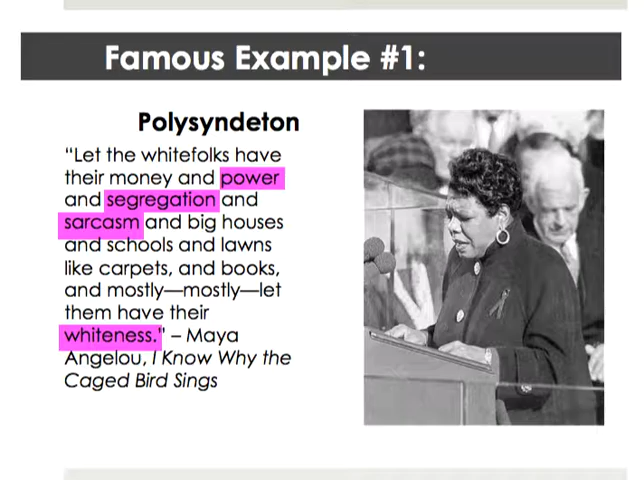 Famous Example #1:
Polysyndeton
“Let the whitefolks have
their money and power
and segregation and
sarcasm and big houses
and schools and lawns
like carpets, and books,
and mostly—mostly—let
them have their
whiteness." – Maya
Angelou, I Know Why the
Caged Bird Sings